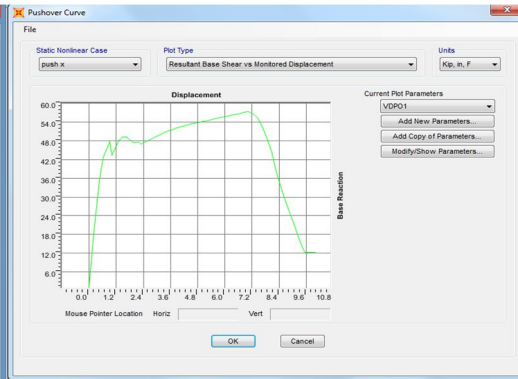 Pushover Curve
File
Static Nonlinear Case
push x
Plot Type
Resultant Base Shear vs Monitored Displacement
Units
Kip, in, F
Displacement
60.0
54.0
48.0
42.0
36.0
30.0
24.0
18.0
12.0
6.0
0.0 1.2 2.4 3.6 4.8 6.0 7.2 8.4 9.6 10.8
Base Reaction
Current Plot Parameters
VDPO1
Add New Parameters...
Add Copy of Parameters...
Modify/Show Parameters...
Mouse Pointer Location Horiz Vert
OK Cancel